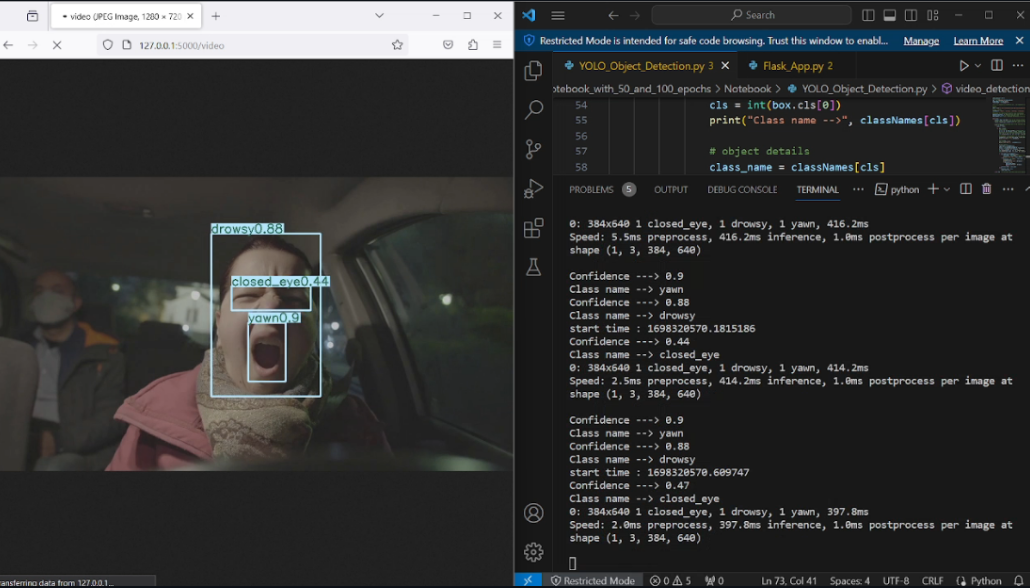 video (JPEG Image, 1280 × 720
127.0.0.1:5000/video
drowsy0.88
closed_eye0.44
yawn0.9
ansferring data from 127.0.0.1...
Search
Restricted Mode is intended for safe code browsing. Trust this window to enabl... Manage Learn More
YOLO_Object_Detection.py 3 Flask_App.py 2
otebook_with_50_and_100_epochs > Notebook > YOLO_Object_Detection.py > video_detection
54 cls = int(box.cls[0])
55 print("Class name -->", classNames[cls])
56
57 # object details
58 class_name = classNames[cls]
PROBLEMS 5 OUTPUT DEBUG CONSOLE TERMINAL ... python
0: 384x640 1 closed_eye, 1 drowsy, 1 yawn, 416.2ms
Speed: 5.5ms preprocess, 416.2ms inference, 1.0ms postprocess per image at
shape (1, 3, 384, 640)
Confidence ---> 0.9
Class name --> yawn
Confidence ---> 0.88
Class name --> drowsy
start time : 1698320570.1815186
Confidence ---> 0.44
Class name --> closed_eye
0: 384x640 1 closed_eye, 1 drowsy, 1 yawn, 414.2ms
Speed: 2.5ms preprocess, 414.2ms inference, 1.0ms postprocess per image at
shape (1, 3, 384, 640)
Confidence ---> 0.9
Class name --> yawn
Confidence ---> 0.88
Class name --> drowsy
start time : 1698320570.609747
Confidence ---> 0.47
Class name --> closed_eye
0: 384x640 1 closed_eye, 1 drowsy, 1 yawn, 397.8ms
Speed: 2.0ms preprocess, 397.8ms inference, 1.0ms postprocess per image at
shape (1, 3, 384, 640)
Restricted Mode 0 5 0 Ln 73, Col 41 Spaces: 4 UTF-8 CRLF Python